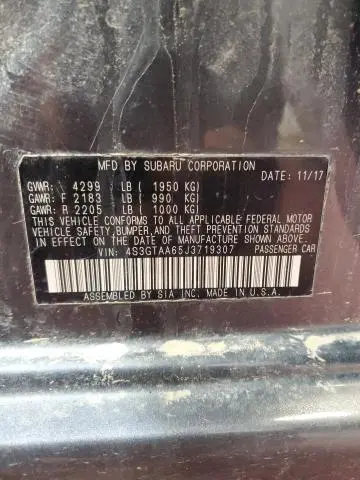 MFD BY SUBARU CORPORATION
DATE: 11/17
GVWR: 4299 LB ( 1950 KG)
GAWR: F 2183 LB ( 990 KG)
GAWR: R 2205 LB ( 1000 KG)
THIS VEHICLE CONFORMS TO ALL APPLICABLE FEDERAL MOTOR
VEHICLE SAFETY, BUMPER, AND THEFT PREVENTION STANDARDS
IN EFFECT ON THE DATE OF MANUFACTURE SHOWN ABOVE.
VIN: 4S3GTAA65J3719307 PASSENGER CAR
ASSEMBLED BY SIA INC. MADE IN U.S.A.